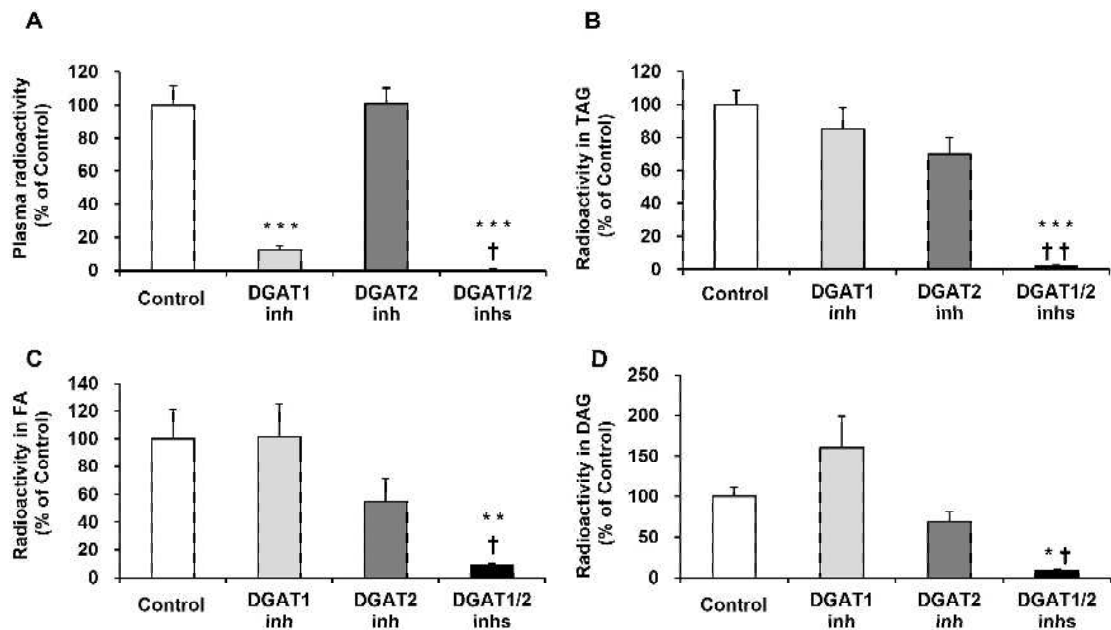 A
Plasma radioactivity
(% of Control)
120
100
80
60
40
20
0
***
***
†
Control
DGAT1
inh
DGAT2
inh
DGAT1/2
inhs
B
Radioactivity in TAG
(% of Control)
120
100
80
60
40
20
0
***
††
Control
DGAT1
inh
DGAT2
inh
DGAT1/2
inhs
C
Radioactivity in FA
(% of Control)
140
120
100
80
60
40
20
0
**
†
Control
DGAT1
inh
DGAT2
inh
DGAT1/2
inhs
D
Radioactivity in DAG
(% of Control)
250
200
150
100
50
0
*†
Control
DGAT1
inh
DGAT2
inh
DGAT1/2
inhs